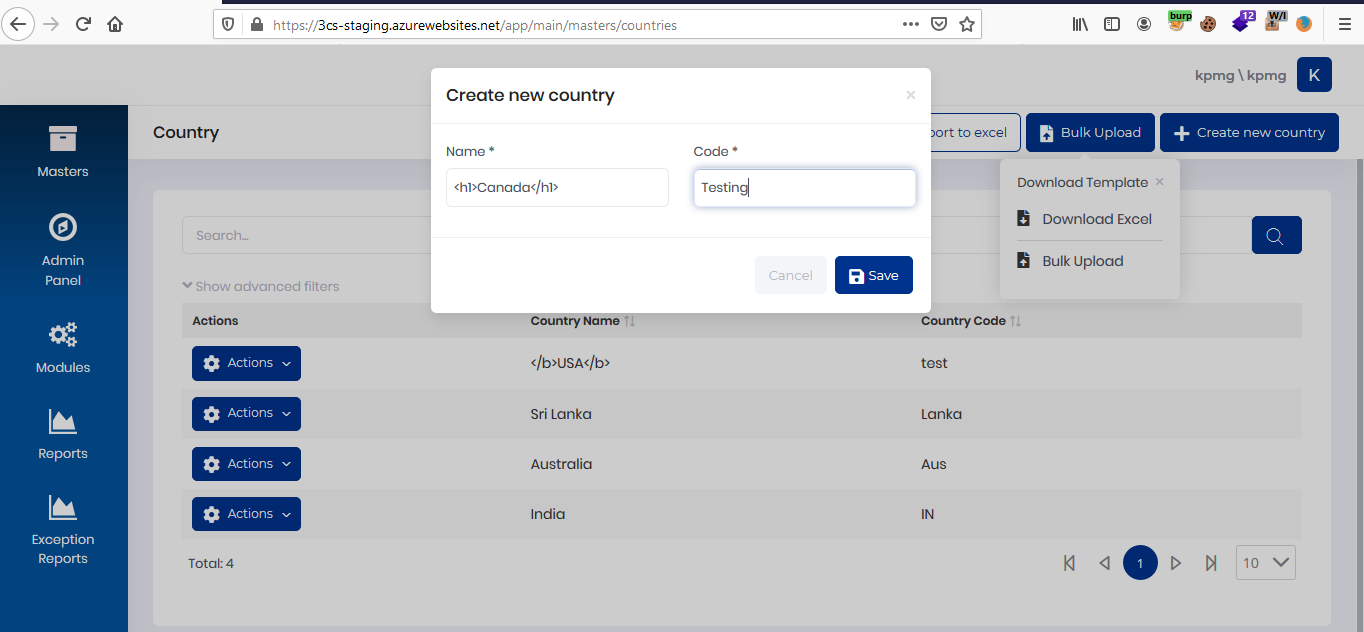 https://3cs-staging.azurewebsites.net/app/main/masters/countries
burp
12
W/I
kpmg \ kpmg
K
Create new country ×
Country
port to excel
Bulk Upload
Create new country
Masters
Name *
Code *
<h1>Canada</h1>
Testing
Download Template ×
Download Excel
Bulk Upload
Search...
Admin
Panel
Cancel
Save
Show advanced filters
Actions
Country Name
Country Code
Actions
</b>USA</b>
test
Modules
Actions
Sri Lanka
Lanka
Actions
Australia
Aus
Reports
Actions
India
IN
Exception
Reports
Total: 4
1
10